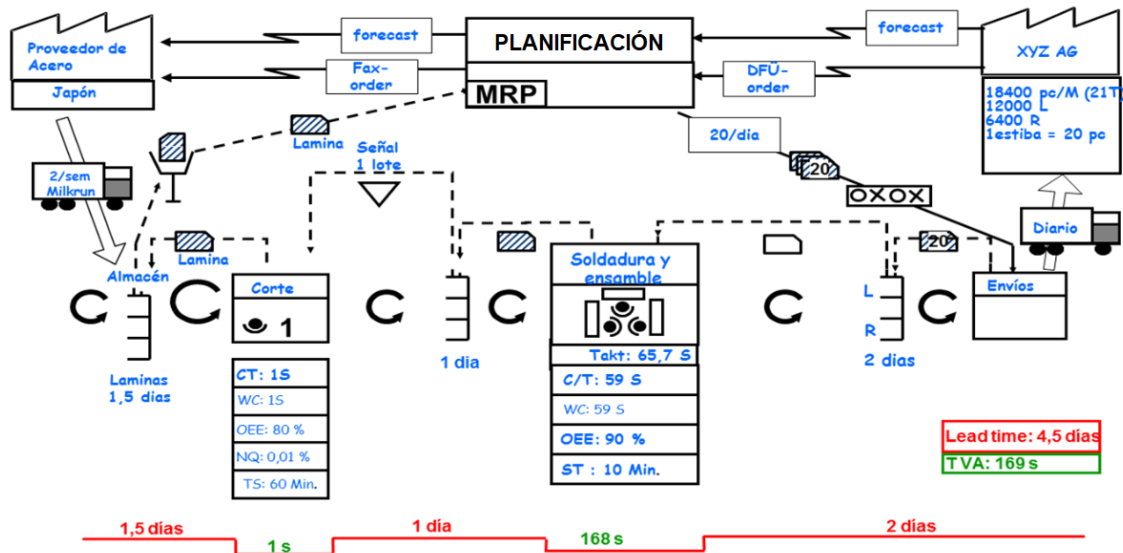 Proveedor de
Acero
Japón
forecast
Fax-
order
PLANIFICACIÓN
MRP
forecast
DFÜ-
order
XYZ AG
18400 pc/M (21T)
12000 L
6400 R
1estiba = 20 pc
2/sem
Milkrun
Lamina
Señal
1 lote
20/dia
20
OXOX
Diario
Lamina
Almacén
Corte
1
Soldadura y
ensamble
20
L
R
Envíos
Laminas
1,5 dias
1 dia
2 dias
CT: 1S
WC: 1S
OEE: 80 %
NQ: 0,01 %
TS: 60 Min.
Takt: 65,7 S
C/T: 59 S
WC: 59 S
OEE: 90 %
ST : 10 Min.
Lead time: 4,5 días
TVA: 169 s
1,5 días
1 s
1 día
168 s
2 días